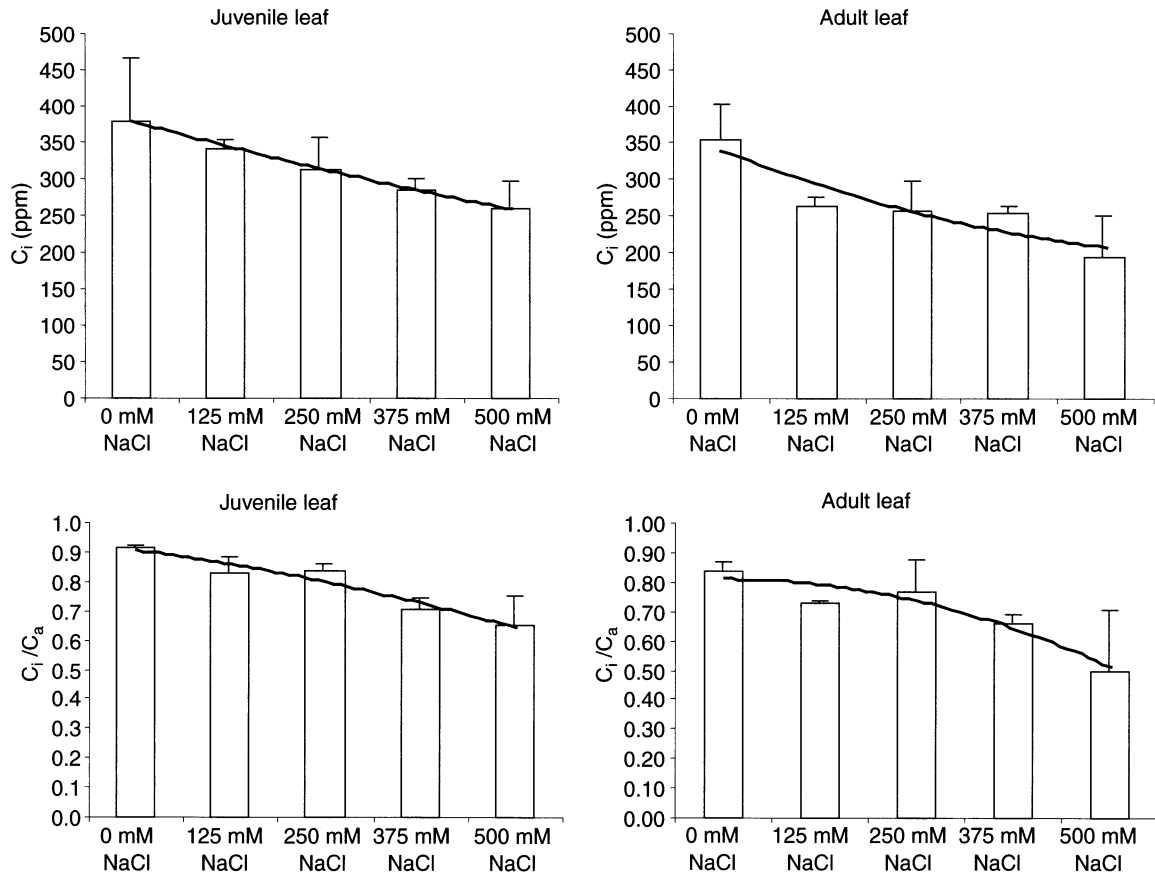 Juvenile leaf
500
450
400
350
300
250
200
150
100
50
0
Ci (ppm)
0 mM 125 mM 250 mM 375 mM 500 mM
NaCl NaCl NaCl NaCl NaCl
Adult leaf
500
450
400
350
300
250
200
150
100
50
0
Ci (ppm)
0 mM 125 mM 250 mM 375 mM 500 mM
NaCl NaCl NaCl NaCl NaCl
Juvenile leaf
1.0
0.9
0.8
0.7
0.6
0.5
0.4
0.3
0.2
0.1
0.0
Ci /Ca
0 mM 125 mM 250 mM 375 mM 500 mM
NaCl NaCl NaCl NaCl NaCl
Adult leaf
1.00
0.90
0.80
0.70
0.60
0.50
0.40
0.30
0.20
0.10
0.00
Ci /Ca
0 mM 125 mM 250 mM 375 mM 500 mM
NaCl NaCl NaCl NaCl NaCl